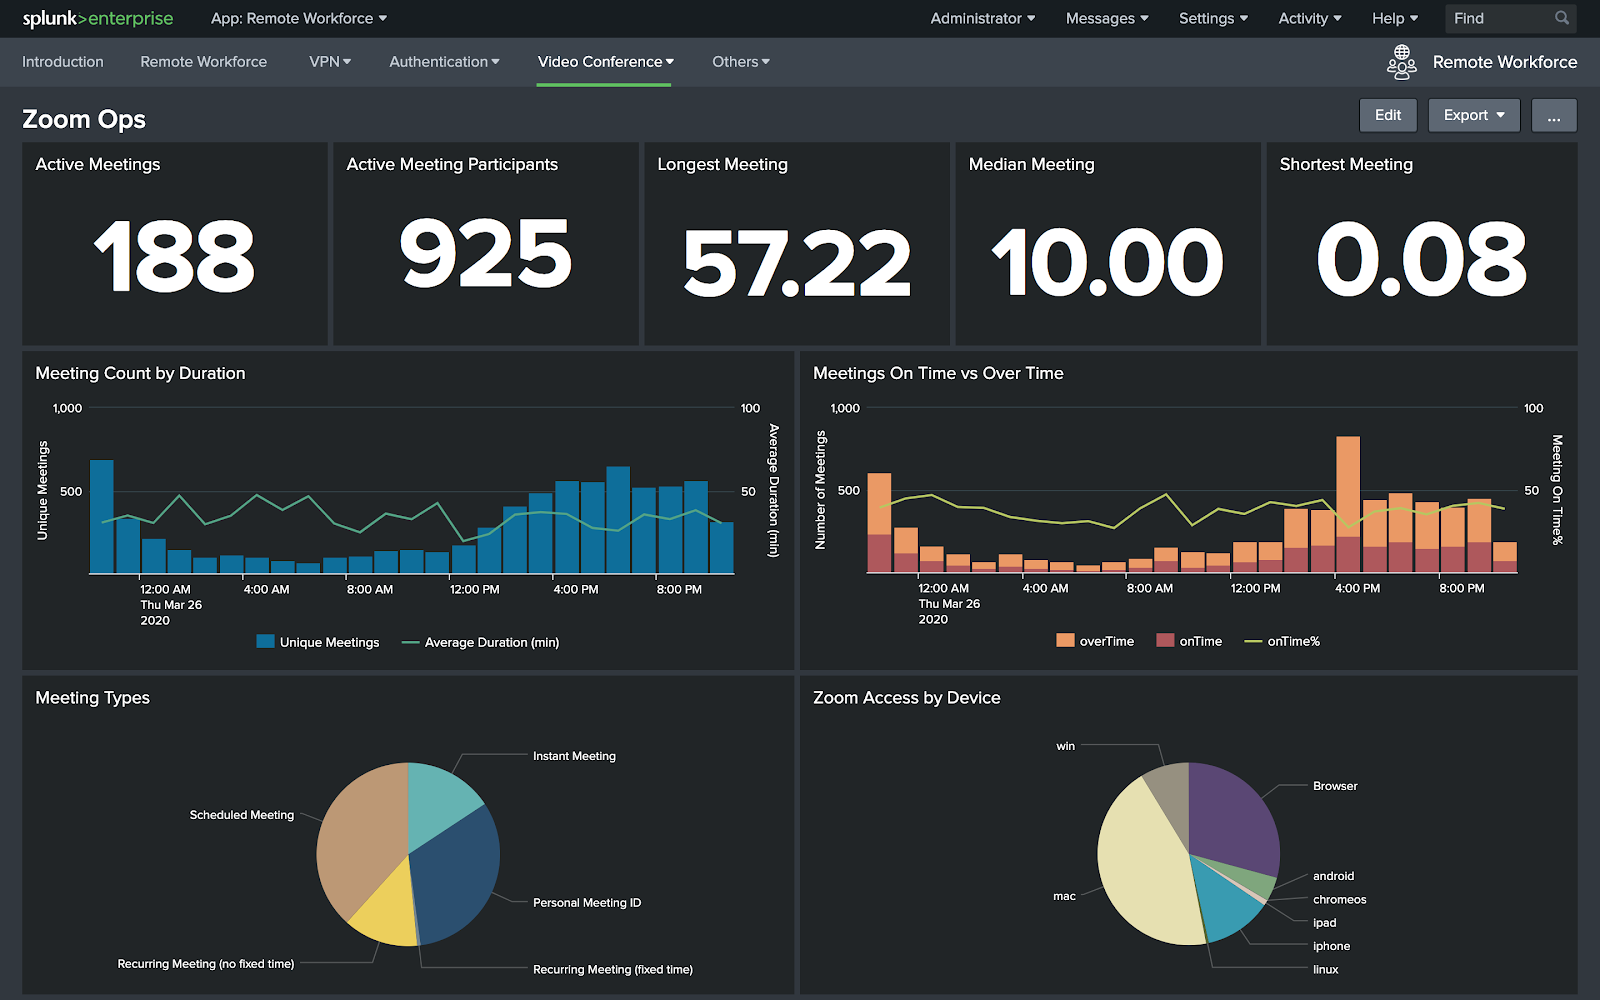 splunk>enterprise App: Remote Workforce Administrator Messages Settings Activity Help Find
Introduction Remote Workforce VPN Authentication Video Conference Others Remote Workforce
Zoom Ops Edit Export ...
Active Meetings
188
Active Meeting Participants
925
Longest Meeting
57.22
Median Meeting
10.00
Shortest Meeting
0.08
Meeting Count by Duration
1,000
500
Unique Meetings
100
50
Average Duration (min)
12:00 AM 4:00 AM 8:00 AM 12:00 PM 4:00 PM 8:00 PM
Thu Mar 26
2020
Unique Meetings Average Duration (min)
Meetings On Time vs Over Time
1,000
500
Number of Meetings
100
50
Meeting On Time%
12:00 AM 4:00 AM 8:00 AM 12:00 PM 4:00 PM 8:00 PM
Thu Mar 26
2020
overTime onTime onTime%
Meeting Types
Instant Meeting
Scheduled Meeting
Personal Meeting ID
Recurring Meeting (no fixed time)
Recurring Meeting (fixed time)
Zoom Access by Device
win
Browser
android
mac
chromeos
ipad
iphone
linux